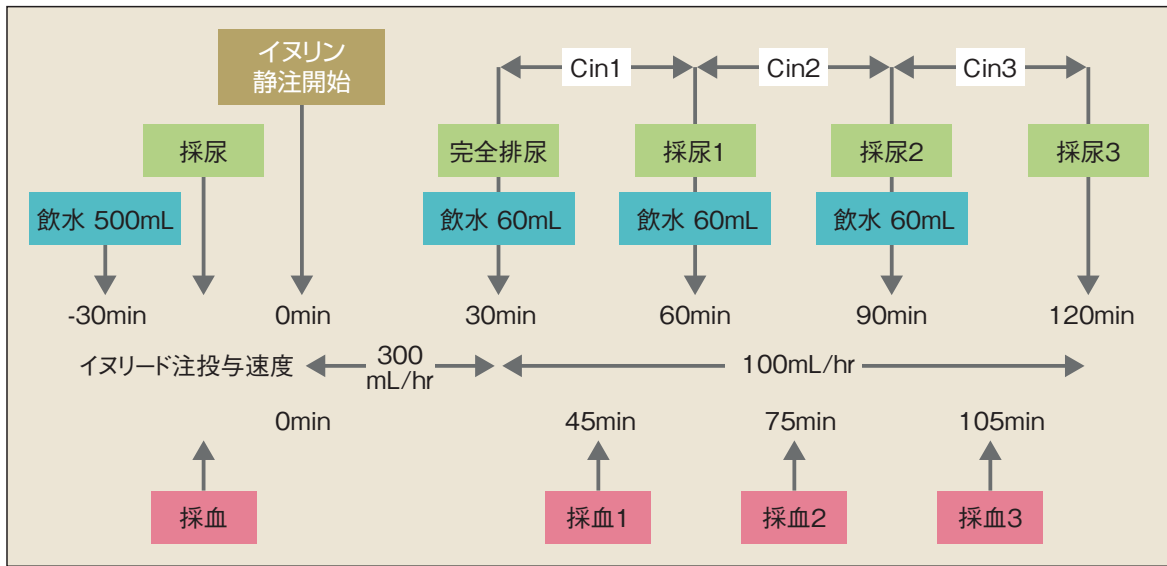 イヌリン
静注開始
Cin1
Cin2
Cin3
採尿
完全排尿
採尿1
採尿2
採尿3
飲水 500mL
飲水 60mL
飲水 60mL
飲水 60mL
-30min
0min
30min
60min
90min
120min
イヌリード注投与速度
300
mL/hr
100mL/hr
0min
45min
75min
105min
採血
採血1
採血2
採血3